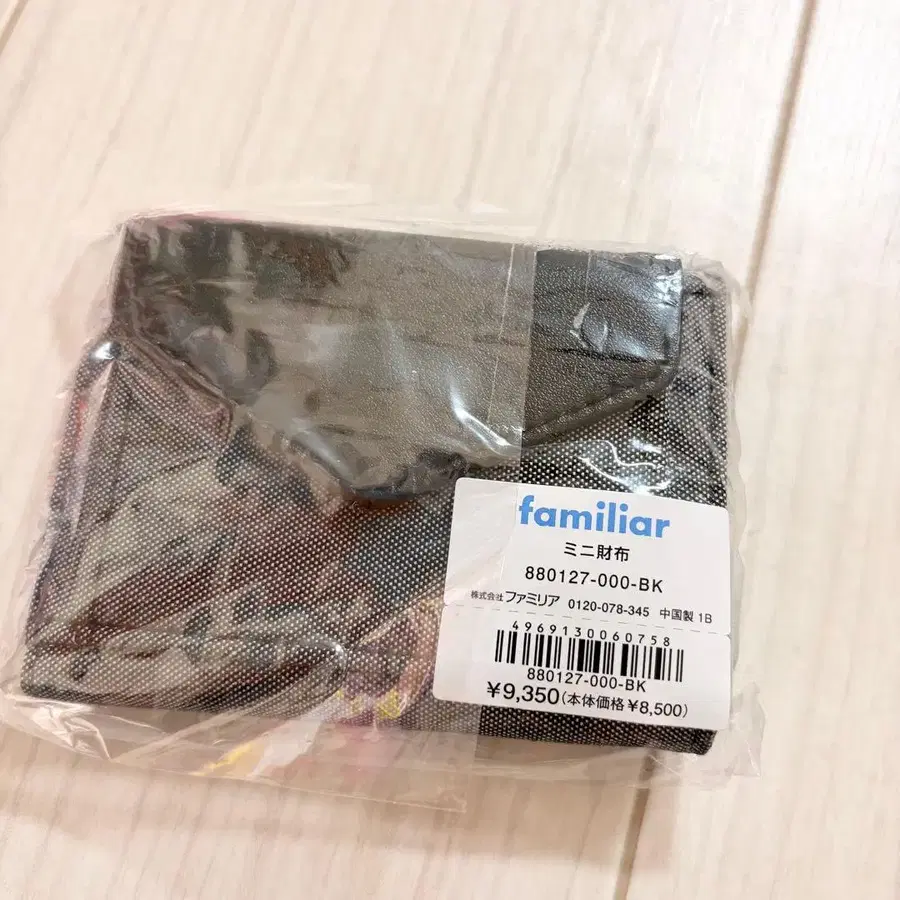 familiar
ミニ財布
880127-000-BK
株式会社ファミリア 0120-078-345 中国製 1B
4969130060758
880127-000-BK
¥9,350(本体価格¥8,500)